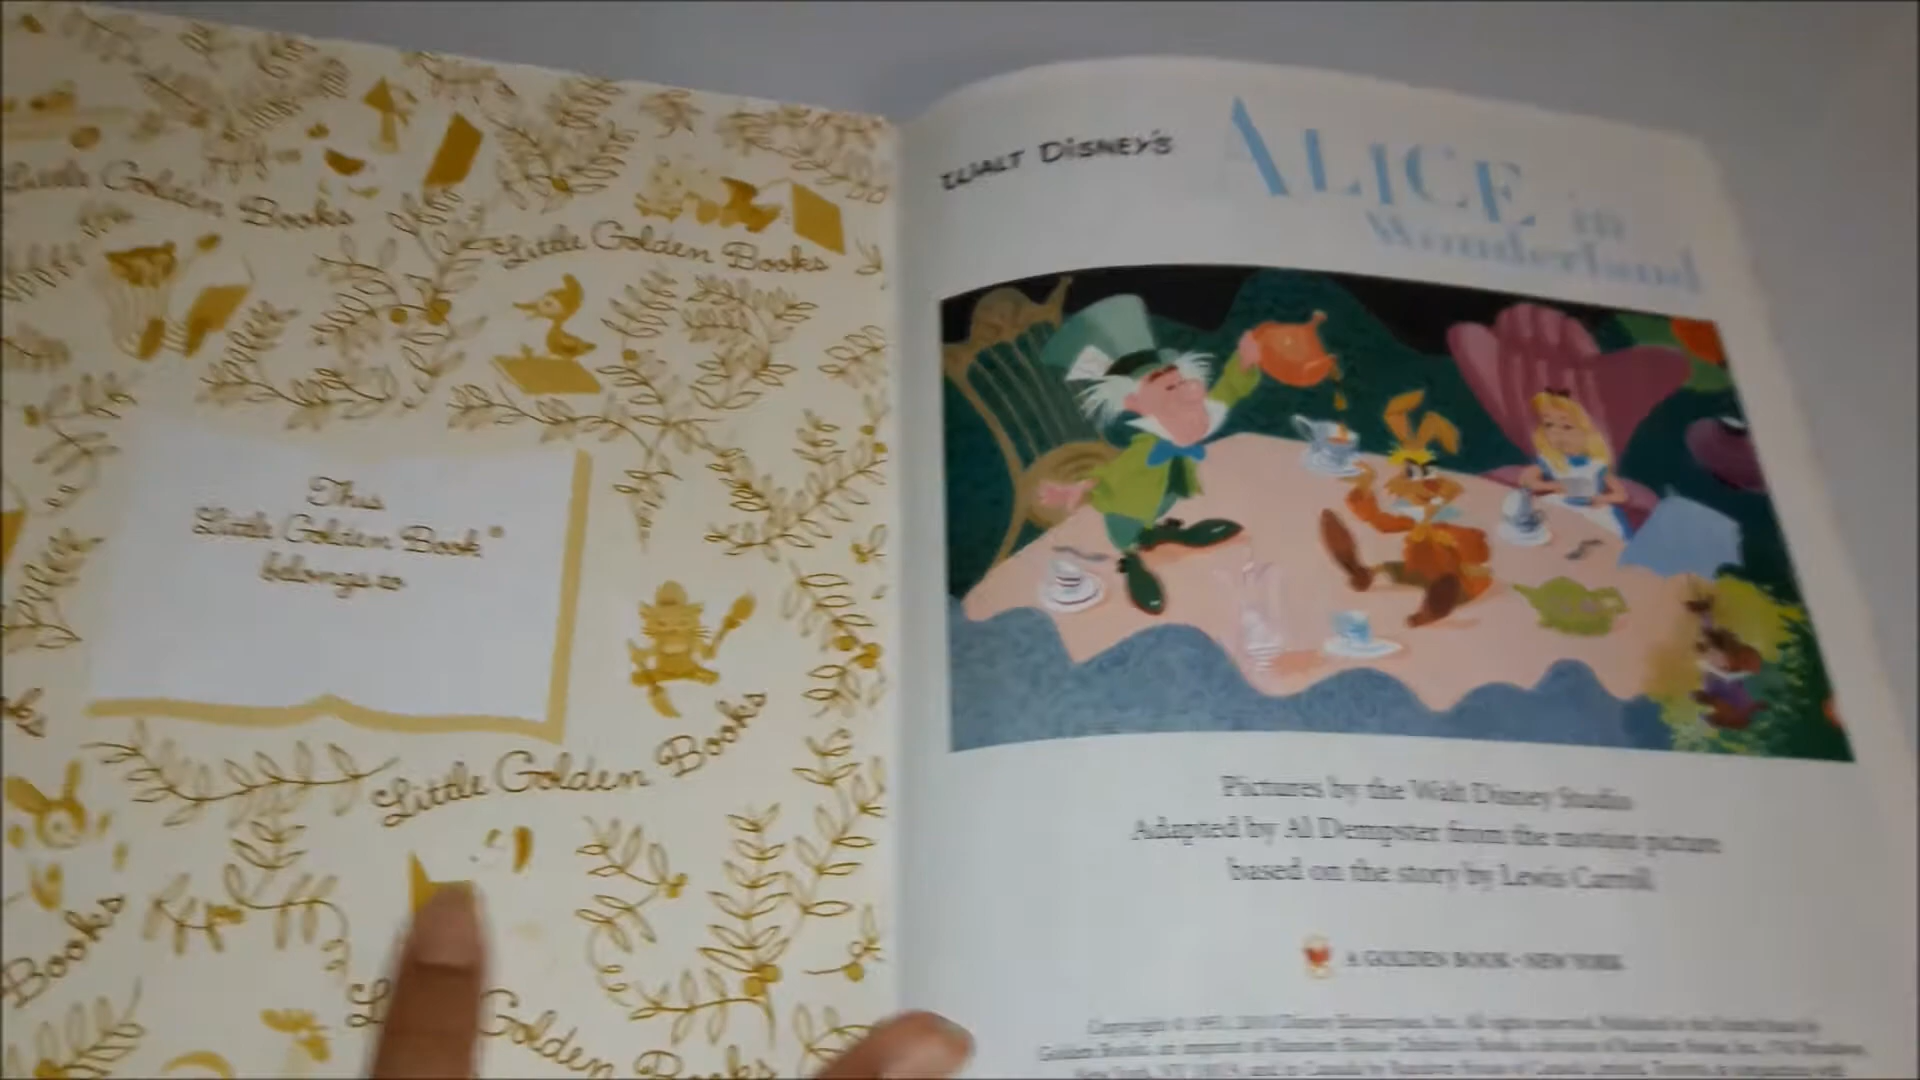 Little Golden Books
Little Golden Books
This
Little Golden Book®
belongs to
Little Golden Books
Books
Golden
Books
WALT DISNEY'S
ALICE in
Wonderland
Pictures by the Walt Disney Studio
Adapted by Al Dempster from the motion picture
based on the story by Lewis Carroll
A GOLDEN BOOK • NEW YORK